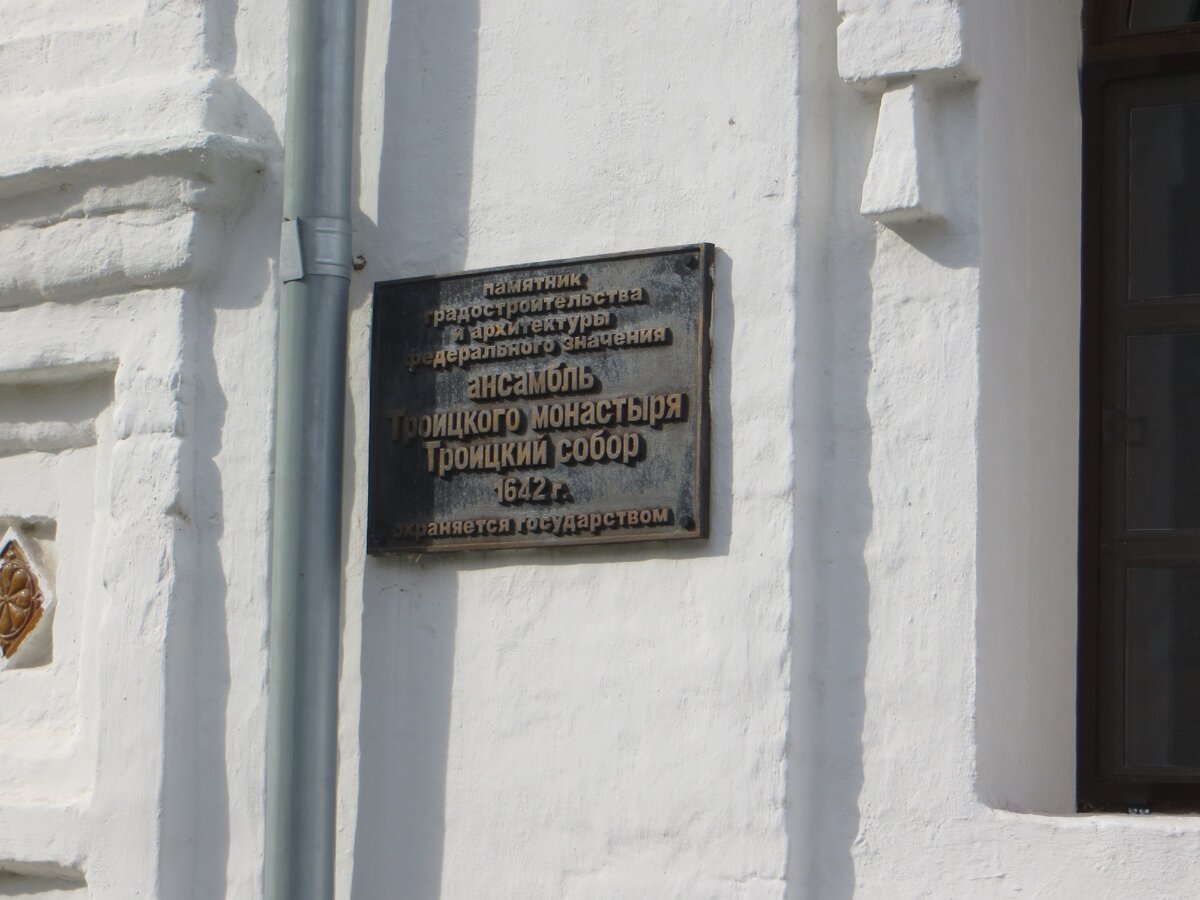 памятник
градостроительства
и архитектуры
федерального значения
ансамбль
Троицкого монастыря
Троицкий собор
1642 г.
охраняется государством